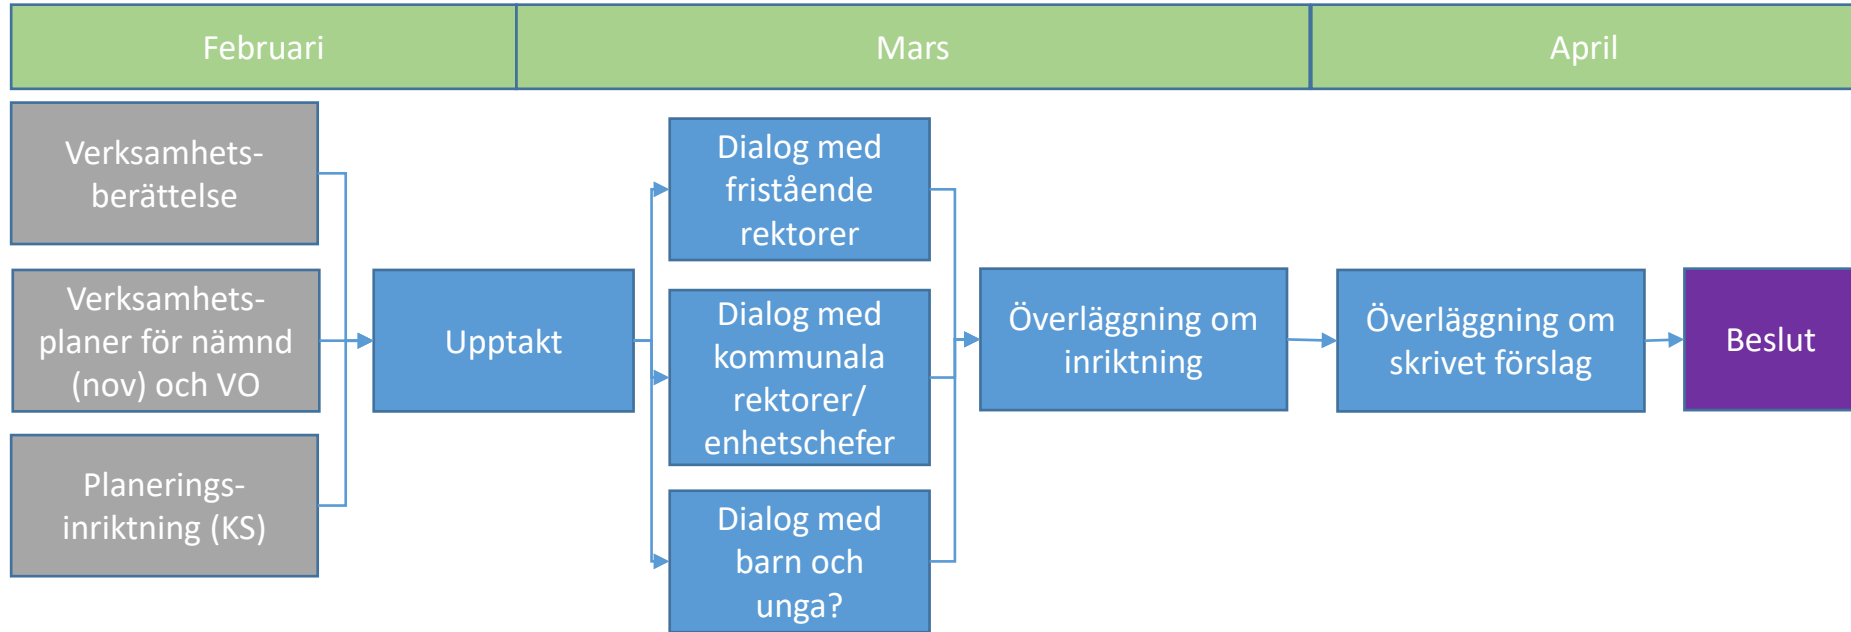 Februari
Mars
April
Verksamhets-
berättelse
Verksamhets-
planer för nämnd
(nov) och VO
Planerings-
inriktning (KS)
Upptakt
Dialog med
fristående
rektorer
Dialog med
kommunala
rektorer/
enhetschefer
Dialog med
barn och
unga?
Överläggning om
inriktning
Överläggning om
skrivet förslag
Beslut